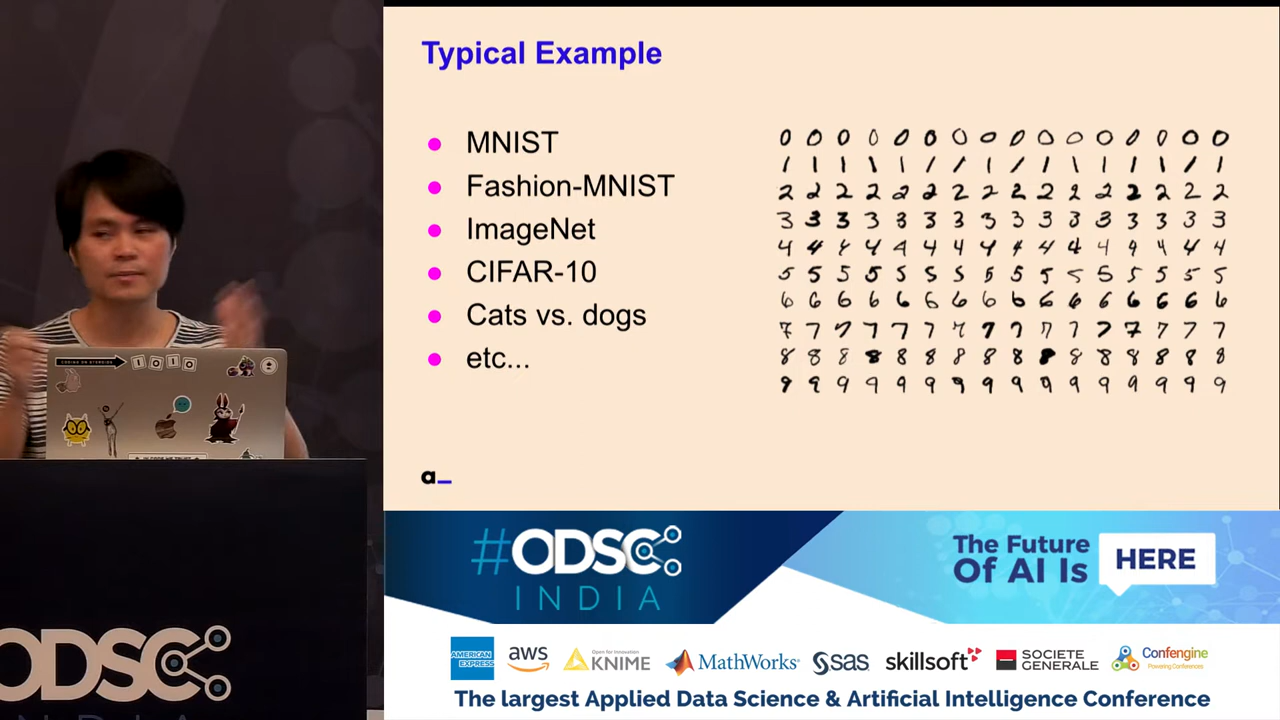 Typical Example
MNIST
Fashion-MNIST
ImageNet
CIFAR-10
Cats vs. dogs
etc...
0 0 0 0 0 0 0 0 0 0 0 0 0 0 0 0
1 1 1 1 1 1 1 1 1 1 1 1 1 1 1 1
2 2 2 2 2 2 2 2 2 2 2 2 2 2 2 2
3 3 3 3 3 3 3 3 3 3 3 3 3 3 3 3
4 4 4 4 4 4 4 4 4 4 4 4 4 4 4 4
5 5 5 5 5 5 5 5 5 5 5 5 5 5 5 5
6 6 6 6 6 6 6 6 6 6 6 6 6 6 6 6
7 7 7 7 7 7 7 7 7 7 7 7 7 7 7 7
8 8 8 8 8 8 8 8 8 8 8 8 8 8 8 8
9 9 9 9 9 9 9 9 9 9 9 9 9 9 9 9
a_
1010
#ODSC
INDIA
The Future
Of AI Is
HERE
ODSC
INDIA
AMERICAN
EXPRESS
aws
Open for Innovation
KNIME
MathWorks
sas
skillsoft
SOCIETE
GENERALE
Confengine
Powering Conferences
The largest Applied Data Science & Artificial Intelligence Conference